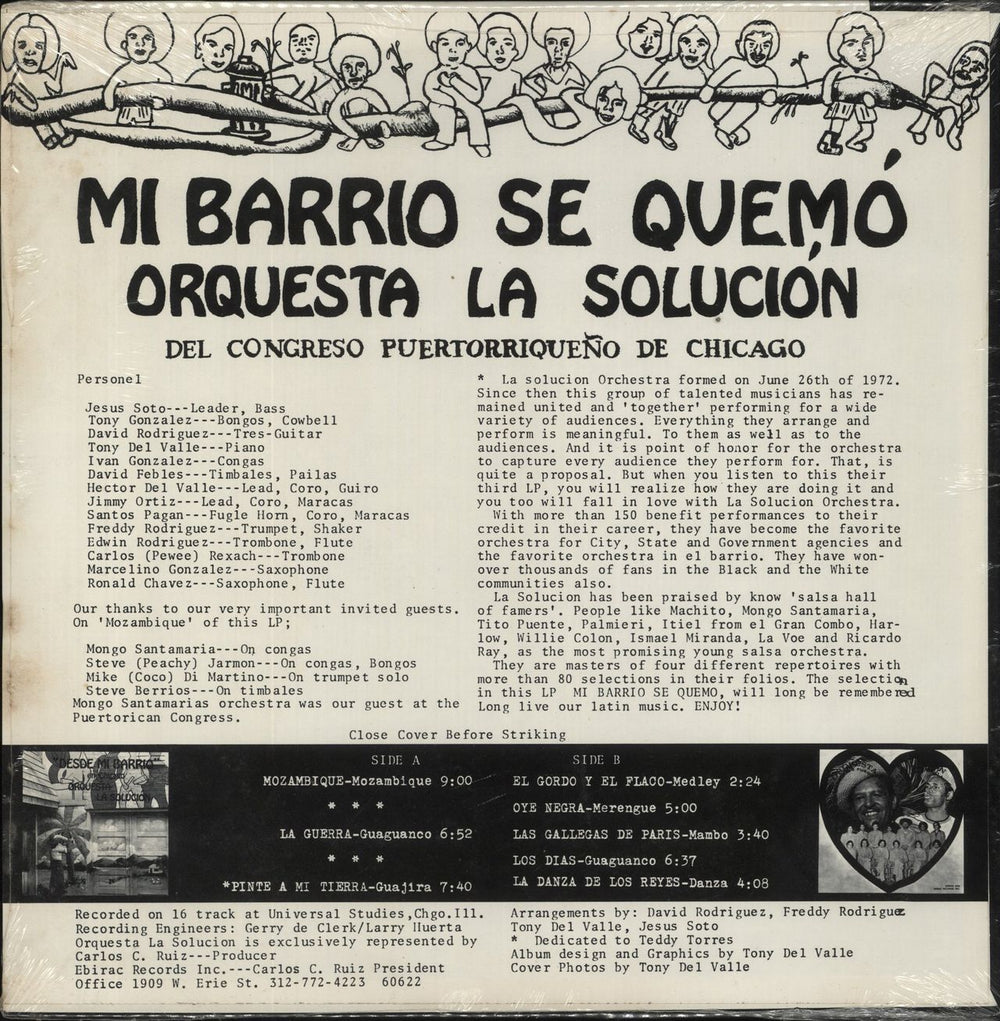 MI BARRIO SE QUEMÓ
ORQUESTA LA SOLUCIÓN
DEL CONGRESO PUERTORRIQUEÑO DE CHICAGO
Personel
Jesus Soto---Leader, Bass
Tony Gonzalez---Bongos, Cowbell
David Rodriguez---Tres-Guitar
Tony Del Valle---Piano
Ivan Gonzalez---Congas
David Febles---Timbales, Pailas
Hector Del Valle---Lead, Coro, Guiro
Jimmy Ortiz---Lead, Coro, Maracas
Santos Pagan---Fugle Horn, Coro, Maracas
Freddy Rodriguez---Trumpet, Shaker
Edwin Rodriguez---Trombone, Flute
Carlos (Pewee) Rexach---Trombone
Marcelino Gonzalez---Saxophone
Ronald Chavez---Saxophone, Flute
Our thanks to our very important invited guests.
On 'Mozambique' of this LP;
Mongo Santamaria---On congas
Steve (Peachy) Jarmon---On congas, Bongos
Mike (Coco) Di Martino---On trumpet solo
Steve Berrios---On timbales
Mongo Santamarias orchestra was our guest at the
Puertorican Congress.
* La solucion Orchestra formed on June 26th of 1972.
Since then this group of talented musicians has re-
mained united and 'together' performing for a wide
variety of audiences. Everything they arrange and
perform is meaningful. To them as well as to the
audiences. And it is point of honor for the orchestra
to capture every audience they perform for. That, is
quite a proposal. But when you listen to this their
third LP, you will realize how they are doing it and
you too will fall in love with La Solucion Orchestra.
With more than 150 benefit performances to their
credit in their career, they have become the favorite
orchestra for City, State and Government agencies and
the favorite orchestra in el barrio. They have won-
over thousands of fans in the Black and the White
communities also.
La Solucion has been praised by know 'salsa hall
of famers'. People like Machito, Mongo Santamaria,
Tito Puente, Palmieri, Itiel from el Gran Combo, Har-
low, Willie Colon, Ismael Miranda, La Voe and Ricardo
Ray, as the most promising young salsa orchestra.
They are masters of four different repertoires with
more than 80 selections in their folios. The selection
in this LP MI BARRIO SE QUEMO, will long be remembered
Long live our latin music. ENJOY!
Close Cover Before Striking
"DESDE MI BARRIO"
ORQUESTA
LA SOLUCION
SIDE A
MOZAMBIQUE-Mozambique 9:00
* * *
LA GUERRA-Guaguanco 6:52
* * *
*PINTE A MI TIERRA-Guajira 7:40
SIDE B
EL GORDO Y EL FLACO-Medley 2:24
OYE NEGRA-Merengue 5:00
LAS GALLEGAS DE PARIS-Mambo 3:40
LOS DIAS-Guaguanco 6:37
LA DANZA DE LOS REYES-Danza 4:08
Recorded on 16 track at Universal Studies,Chgo.Ill.
Recording Engineers: Gerry de Clerk/Larry Huerta
Orquesta La Solucion is exclusively represented by
Carlos C. Ruiz---Producer
Ebirac Records Inc.---Carlos C. Ruiz President
Office 1909 W. Erie St. 312-772-4223 60622
Arrangements by: David Rodriguez, Freddy Rodriguez
Tony Del Valle, Jesus Soto
* Dedicated to Teddy Torres
Album design and Graphics by Tony Del Valle
Cover Photos by Tony Del Valle